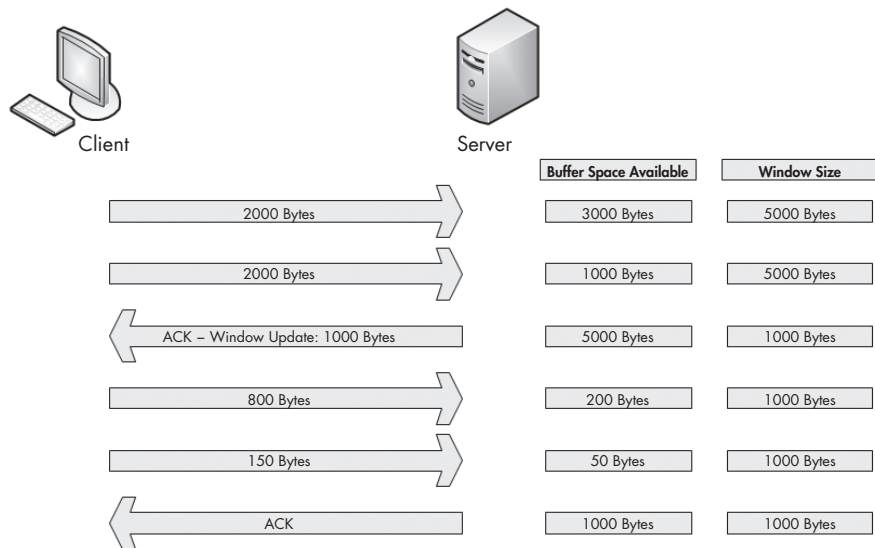 Client
Server
Buffer Space Available Window Size
2000 Bytes 3000 Bytes 5000 Bytes
2000 Bytes 1000 Bytes 5000 Bytes
ACK – Window Update: 1000 Bytes 5000 Bytes 1000 Bytes
800 Bytes 200 Bytes 1000 Bytes
150 Bytes 50 Bytes 1000 Bytes
ACK 1000 Bytes 1000 Bytes